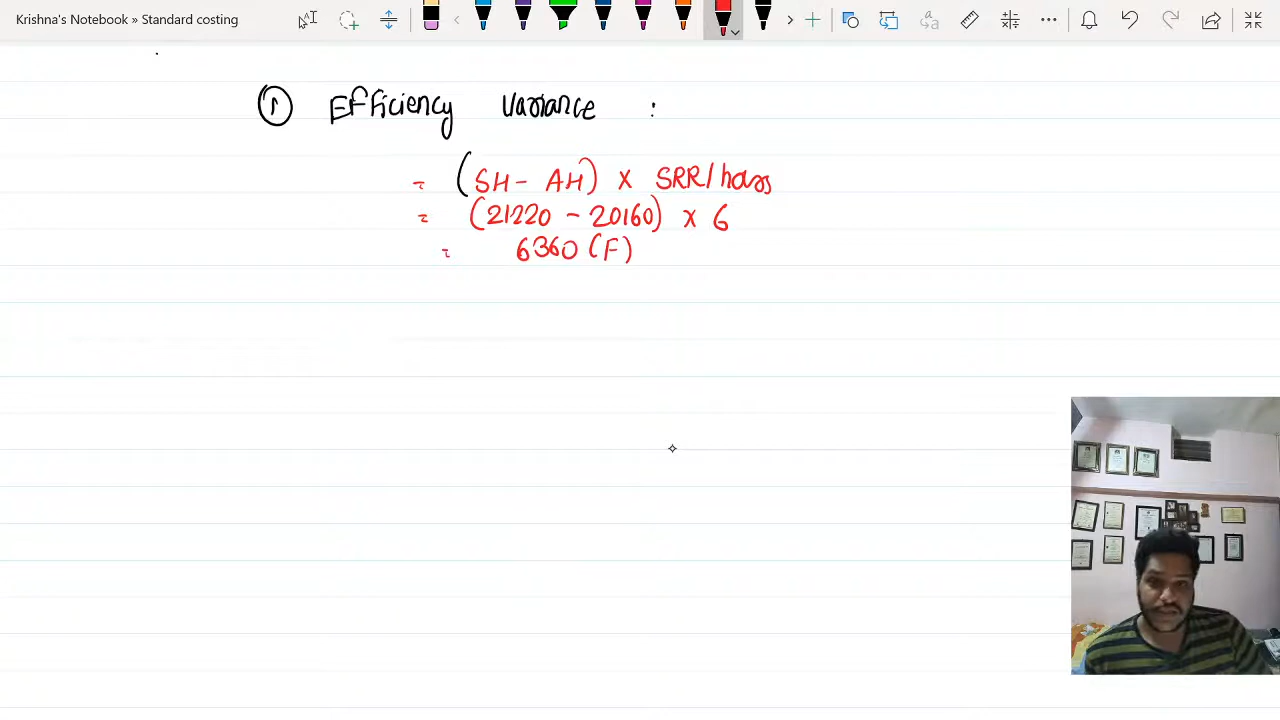 Krishna's Notebook » Standard costing
1 Efficiency Variance :
= (SH - AH) x SRR/hours
= (21220 - 20160) x 6
= 6360 (F)